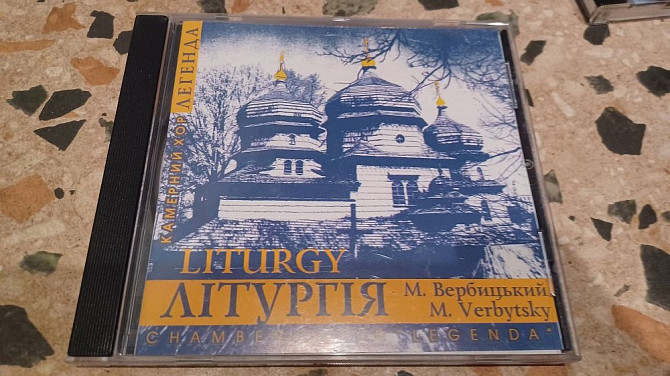 КАМЕРНИЙ ХОР ЛЕГЕНДА
LITURGY
ЛІТУРГІЯ
М. Вербицький
M. Verbytsky
LEGENDA"